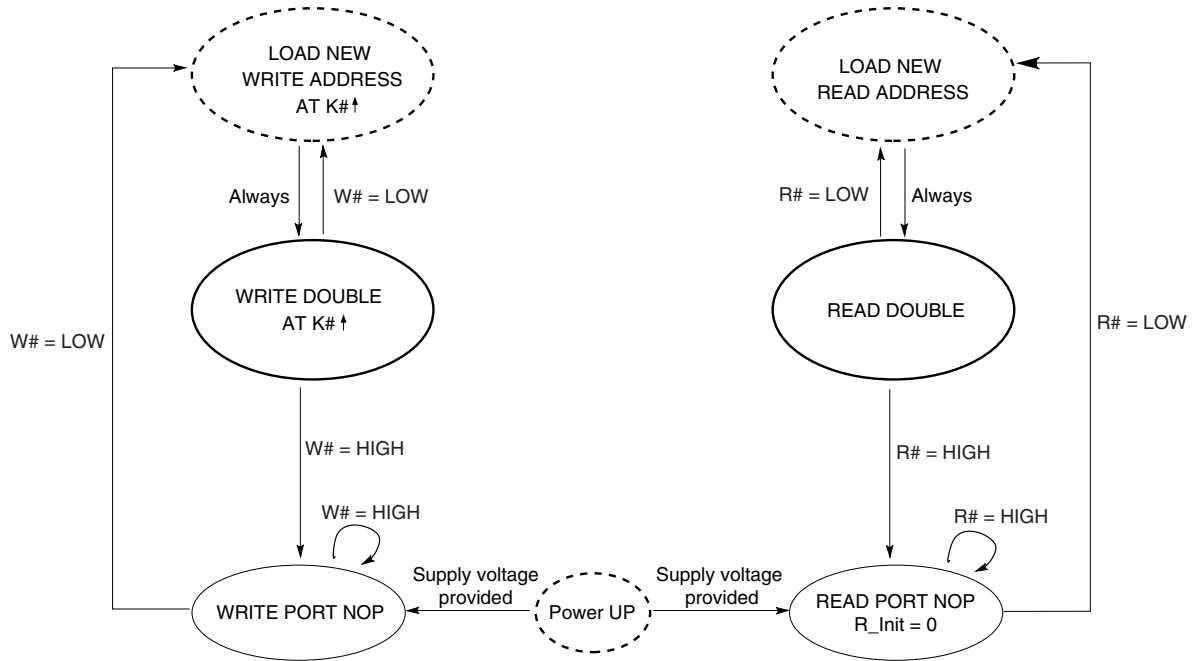 LOAD NEW
WRITE ADDRESS
AT K#↑
LOAD NEW
READ ADDRESS
Always
W# = LOW
R# = LOW
Always
WRITE DOUBLE
AT K#↑
READ DOUBLE
W# = LOW
R# = LOW
W# = HIGH
R# = HIGH
W# = HIGH
R# = HIGH
Supply voltage
provided
Supply voltage
provided
WRITE PORT NOP
Power UP
READ PORT NOP
R_Init = 0